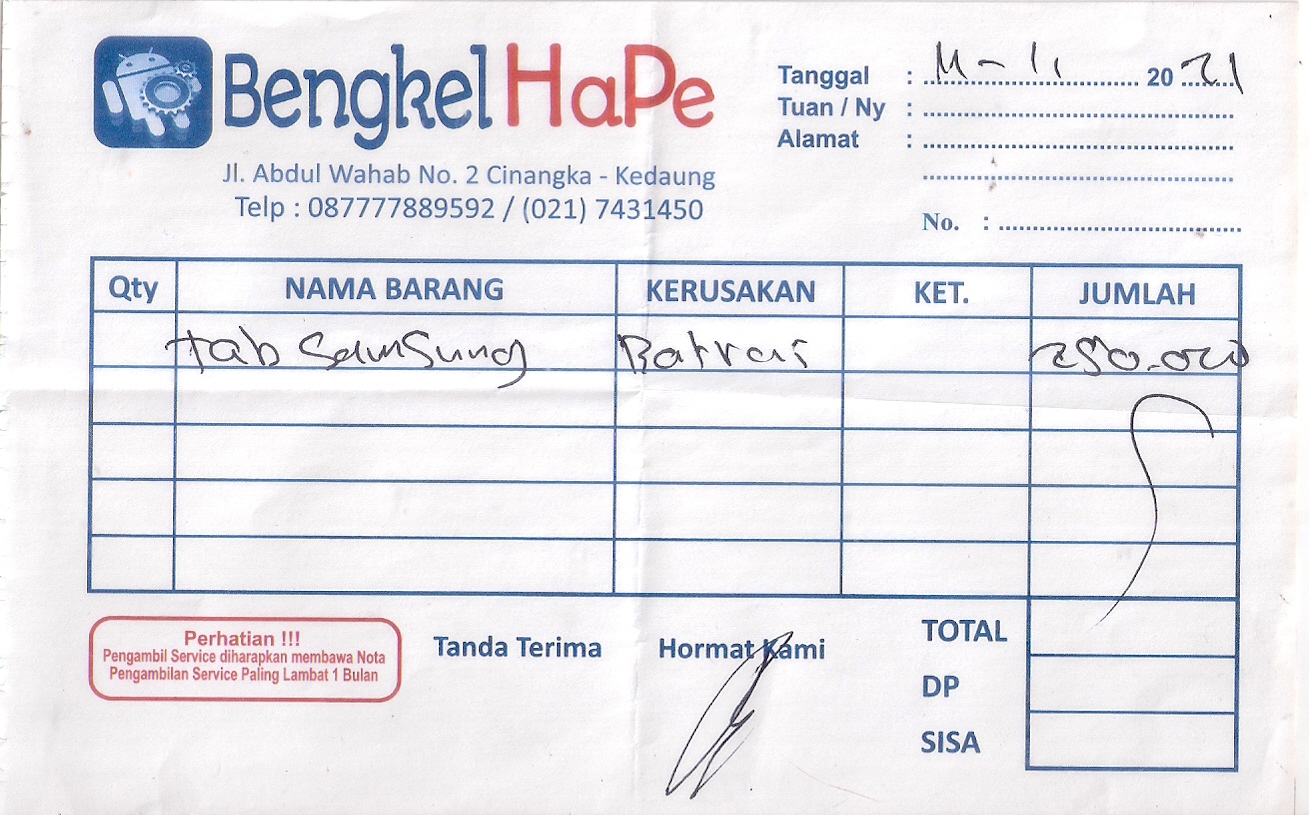 Bengkel HaPe
Jl. Abdul Wahab No. 2 Cinangka - Kedaung
Telp : 087777889592 / (021) 7431450
Tanggal : 11 - 11 20 21
Tuan / Ny :
Alamat :
No. :
Qty NAMA BARANG KERUSAKAN KET. JUMLAH
tab Samsung Batrai 250.000
Perhatian !!!
Pengambil Service diharapkan membawa Nota
Pengambilan Service Paling Lambat 1 Bulan
Tanda Terima
Hormat Kami
TOTAL
DP
SISA